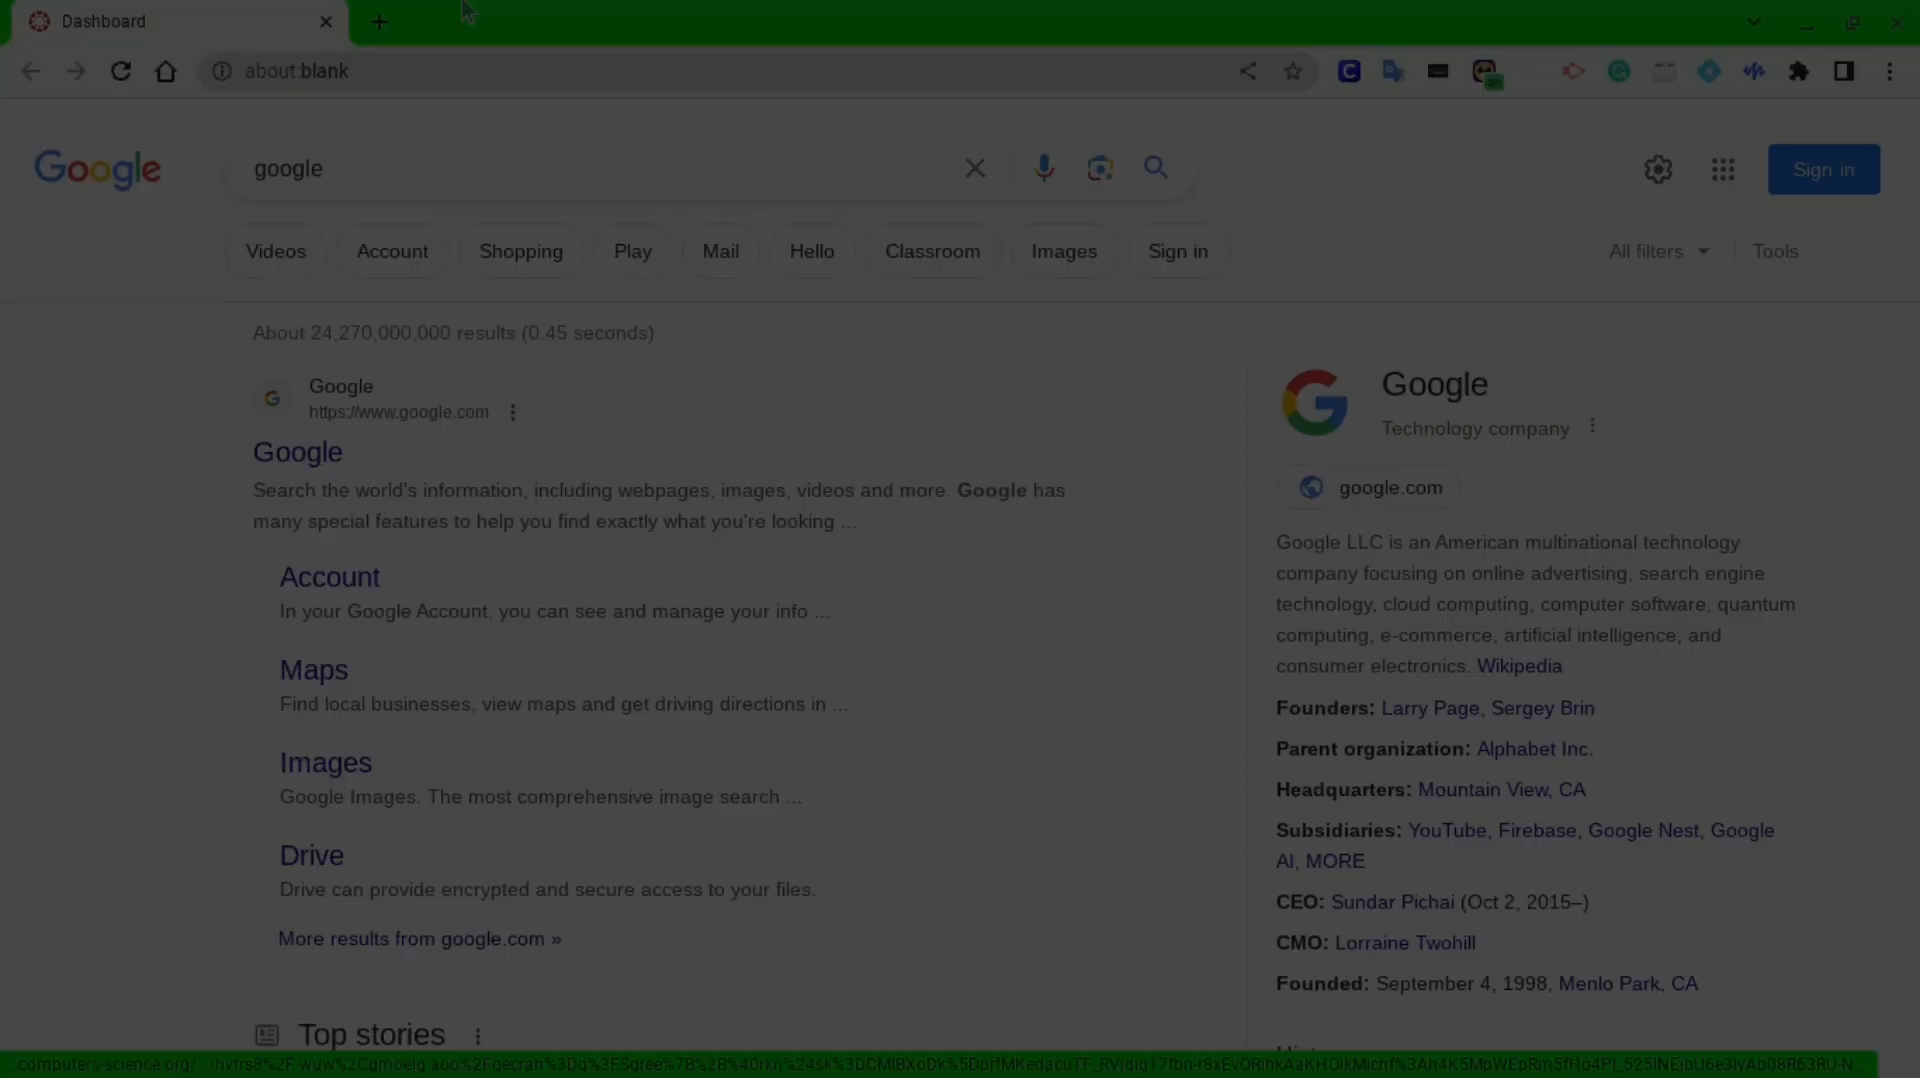 Dashboard
about:blank
Google
google
Sign in
Videos
Account
Shopping
Play
Mail
Hello
Classroom
Images
Sign in
All filters
Tools
About 24,270,000,000 results (0.45 seconds)
Google
https://www.google.com
Google
Search the world's information, including webpages, images, videos and more. Google has
many special features to help you find exactly what you're looking ...
Account
In your Google Account, you can see and manage your info ...
Maps
Find local businesses, view maps and get driving directions in ...
Images
Google Images. The most comprehensive image search ...
Drive
Drive can provide encrypted and secure access to your files.
More results from google.com »
Top stories
Google
Technology company
google.com
Google LLC is an American multinational technology
company focusing on online advertising, search engine
technology, cloud computing, computer software, quantum
computing, e-commerce, artificial intelligence, and
consumer electronics. Wikipedia
Founders: Larry Page, Sergey Brin
Parent organization: Alphabet Inc.
Headquarters: Mountain View, CA
Subsidiaries: YouTube, Firebase, Google Nest, Google
AI, MORE
CEO: Sundar Pichai (Oct 2, 2015–)
CMO: Lorraine Twohill
Founded: September 4, 1998, Menlo Park, CA
computers-science.org/